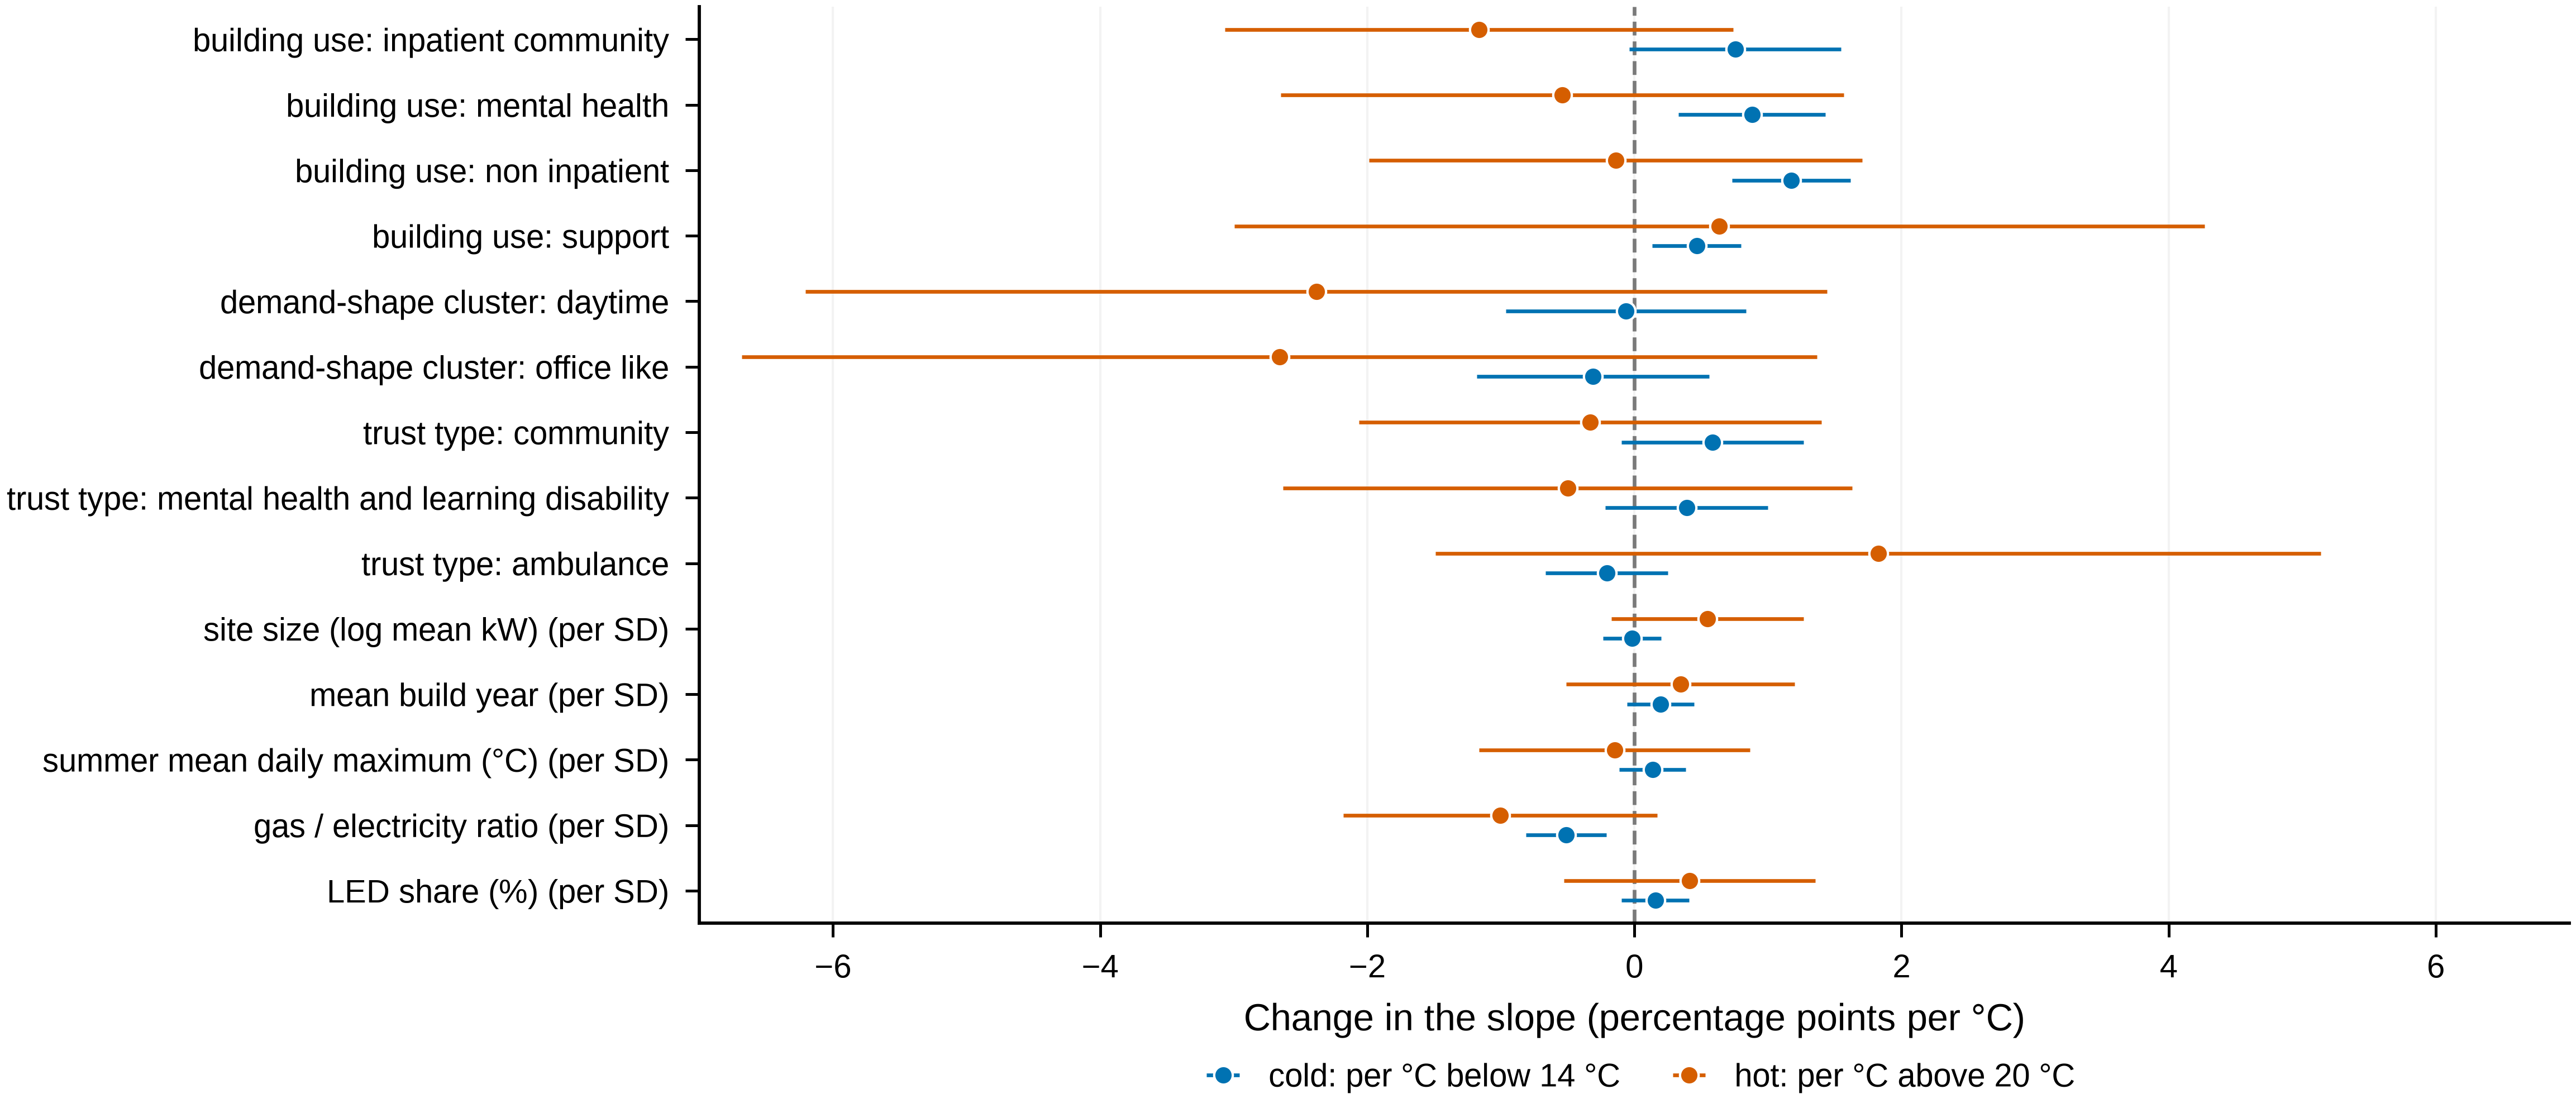 building use: inpatient community
building use: mental health
building use: non inpatient
building use: support
demand-shape cluster: daytime
demand-shape cluster: office like
trust type: community
trust type: mental health and learning disability
trust type: ambulance
site size (log mean kW) (per SD)
mean build year (per SD)
summer mean daily maximum (°C) (per SD)
gas / electricity ratio (per SD)
LED share (%) (per SD)
−6 −4 −2 0 2 4 6
Change in the slope (percentage points per °C)
cold: per °C below 14 °C hot: per °C above 20 °C